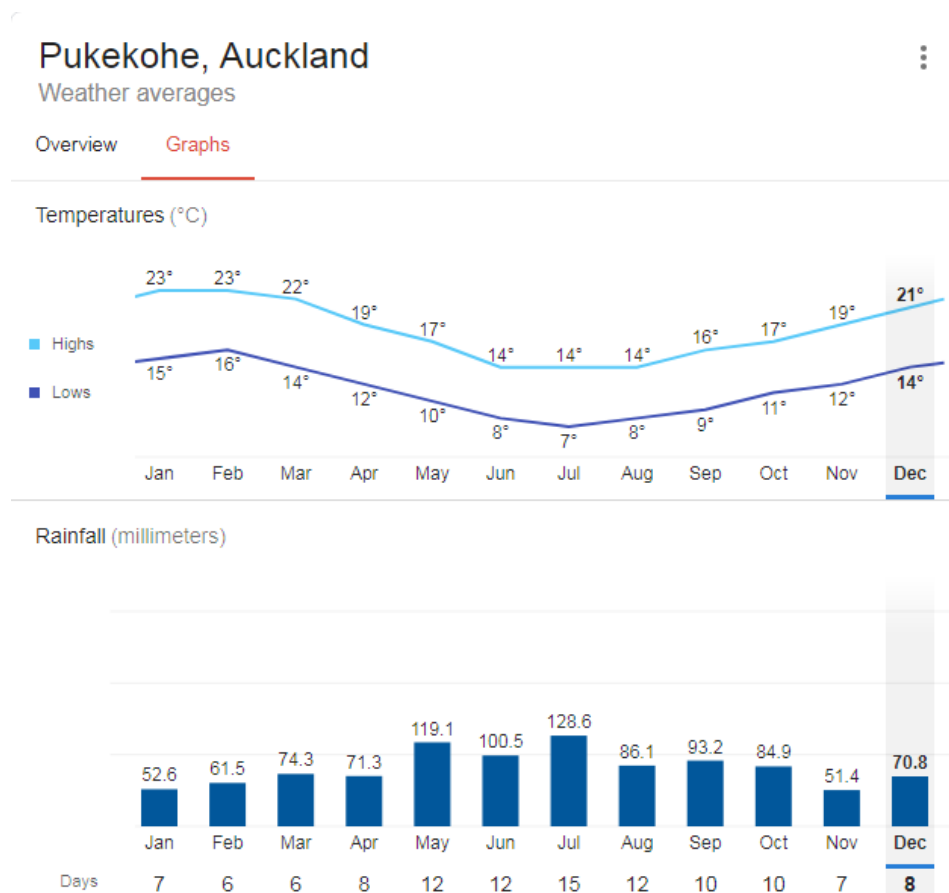 Pukekohe, Auckland
Weather averages
Overview Graphs
Temperatures (°C)
23° 23° 22° 19° 17° 14° 14° 14° 16° 17° 19° 21°
Highs
15° 16° 14° 12° 10° 8° 7° 8° 9° 11° 12° 14°
Lows
Jan Feb Mar Apr May Jun Jul Aug Sep Oct Nov Dec
Rainfall (millimeters)
52.6 61.5 74.3 71.3 119.1 100.5 128.6 86.1 93.2 84.9 51.4 70.8
Jan Feb Mar Apr May Jun Jul Aug Sep Oct Nov Dec
Days 7 6 6 8 12 12 15 12 10 10 7 8